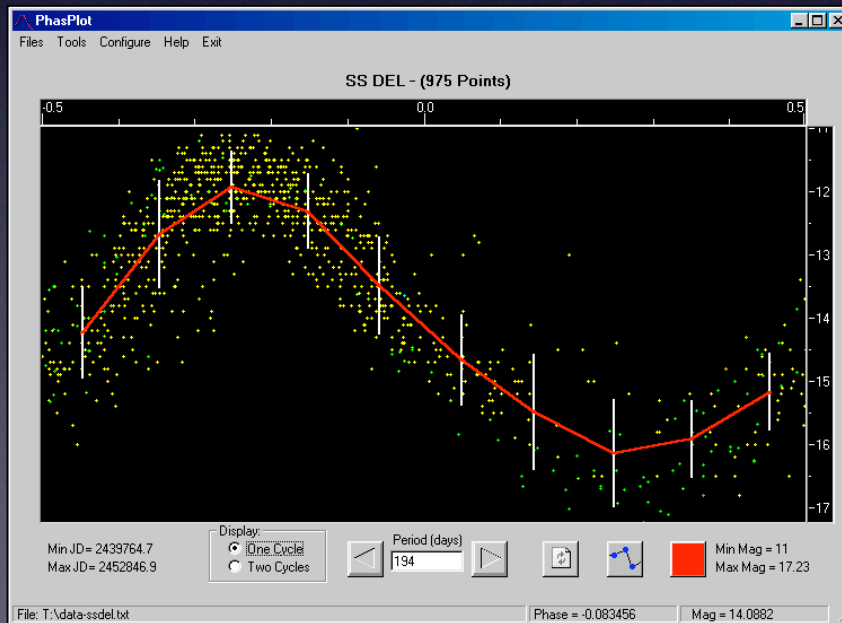 PhasPlot
Files Tools Configure Help Exit
SS DEL - (975 Points)
-0.5 0.0 0.5
-11
-12
-13
-14
-15
-16
-17
Min JD= 2439764.7
Max JD= 2452846.9
Display:
One Cycle
Two Cycles
Period (days)
194
Min Mag = 11
Max Mag = 17.23
File: T:\data-ssdel.txt
Phase = -0.083456
Mag = 14.0882